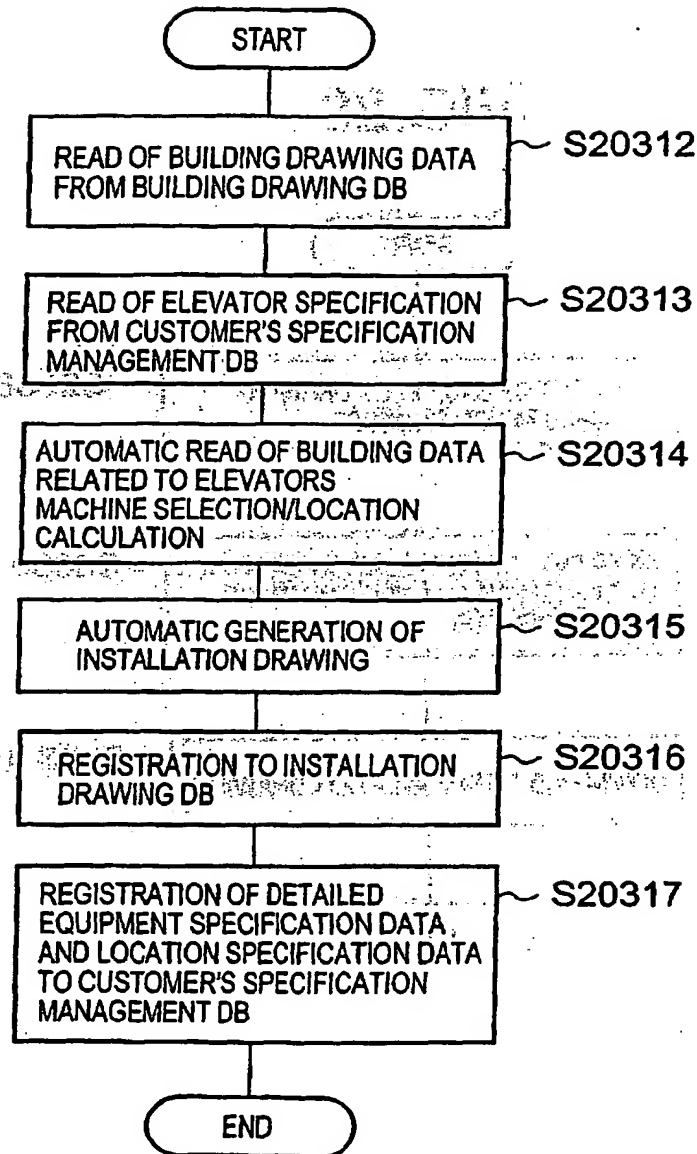 START
READ OF BUILDING DRAWING DATA
FROM BUILDING DRAWING DB
S20312
READ OF ELEVATOR SPECIFICATION
FROM CUSTOMER'S SPECIFICATION
MANAGEMENT DB
S20313
AUTOMATIC READ OF BUILDING DATA
RELATED TO ELEVATORS
MACHINE SELECTION/LOCATION
CALCULATION
S20314
AUTOMATIC GENERATION OF
INSTALLATION DRAWING
S20315
REGISTRATION TO INSTALLATION
DRAWING DB
S20316
REGISTRATION OF DETAILED
EQUIPMENT SPECIFICATION DATA
AND LOCATION SPECIFICATION DATA
TO CUSTOMER'S SPECIFICATION
MANAGEMENT DB
S20317
END